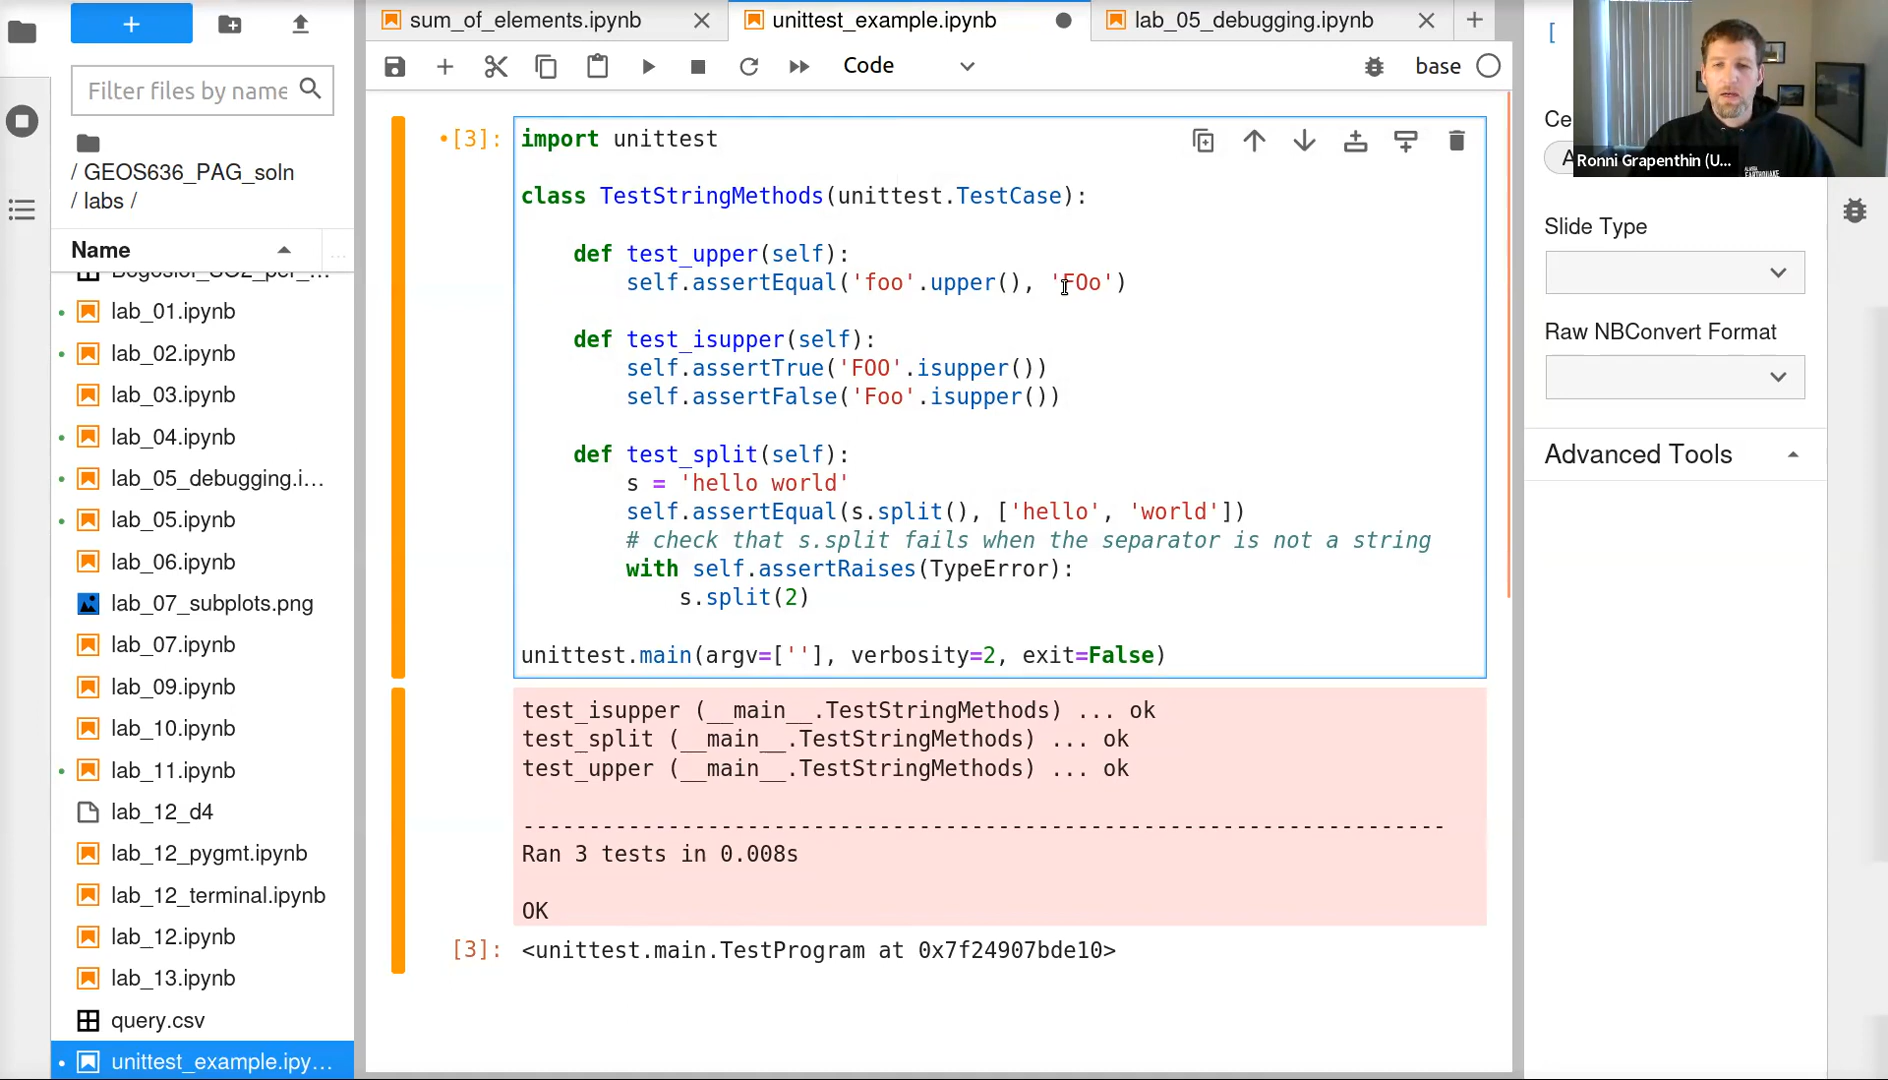 sum_of_elements.ipynb
unittest_example.ipynb
lab_05_debugging.ipynb
Code
base
Filter files by name
/ GEOS636_PAG_soln
/ labs /
Name
...
lab_01.ipynb
lab_02.ipynb
lab_03.ipynb
lab_04.ipynb
lab_05_debugging.i...
lab_05.ipynb
lab_06.ipynb
lab_07_subplots.png
lab_07.ipynb
lab_09.ipynb
lab_10.ipynb
lab_11.ipynb
lab_12_d4
lab_12_pygmt.ipynb
lab_12_terminal.ipynb
lab_12.ipynb
lab_13.ipynb
query.csv
unittest_example.ipy...
[3]:
import unittest
class TestStringMethods(unittest.TestCase):
def test_upper(self):
self.assertEqual('foo'.upper(), 'FOo')
def test_isupper(self):
self.assertTrue('FOO'.isupper())
self.assertFalse('Foo'.isupper())
def test_split(self):
s = 'hello world'
self.assertEqual(s.split(), ['hello', 'world'])
# check that s.split fails when the separator is not a string
with self.assertRaises(TypeError):
s.split(2)
unittest.main(argv=[''], verbosity=2, exit=False)
test_isupper (__main__.TestStringMethods) ... ok
test_split (__main__.TestStringMethods) ... ok
test_upper (__main__.TestStringMethods) ... ok
----------------------------------------------------------------------
Ran 3 tests in 0.008s
OK
[3]: <unittest.main.TestProgram at 0x7f24907bde10>
[
Ce
Ronni Grapenthin (U...
Slide Type
Raw NBConvert Format
Advanced Tools